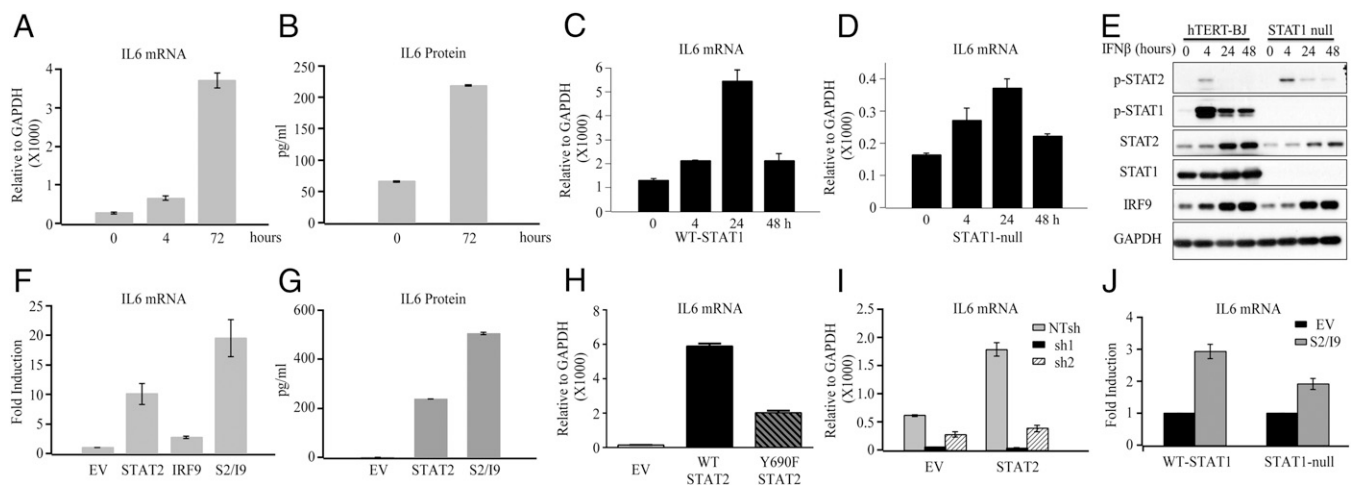 A
IL6 mRNA
Relative to GAPDH
(X1000)
4
3
2
1
0
0 4 72 hours
B
IL6 Protein
pg/ml
250
200
150
100
50
0
0 72 hours
C
IL6 mRNA
Relative to GAPDH
(X1000)
6
5
4
3
2
1
0
0 4 24 48 h
WT-STAT1
D
IL6 mRNA
Relative to GAPDH
(X1000)
0.4
0.3
0.2
0.1
0
0 4 24 48 h
STAT1-null
E
hTERT-BJ STAT1 null
IFNβ (hours) 0 4 24 48 0 4 24 48
p-STAT2
p-STAT1
STAT2
STAT1
IRF9
GAPDH
F
IL6 mRNA
Fold Induction
25
20
15
10
5
0
EV STAT2 IRF9 S2/I9
G
IL6 Protein
pg/ml
600
400
200
0
EV STAT2 S2/I9
H
IL6 mRNA
Relative to GAPDH
(X1000)
8
6
4
2
0
EV WT Y690F
STAT2 STAT2
I
IL6 mRNA
Relative to GAPDH
(X1000)
2.5
2.0
1.5
1.0
0.5
0
NTsh
sh1
sh2
EV STAT2
J
IL6 mRNA
Fold Induction
4
3
2
1
0
EV
S2/I9
WT-STAT1 STAT1-null